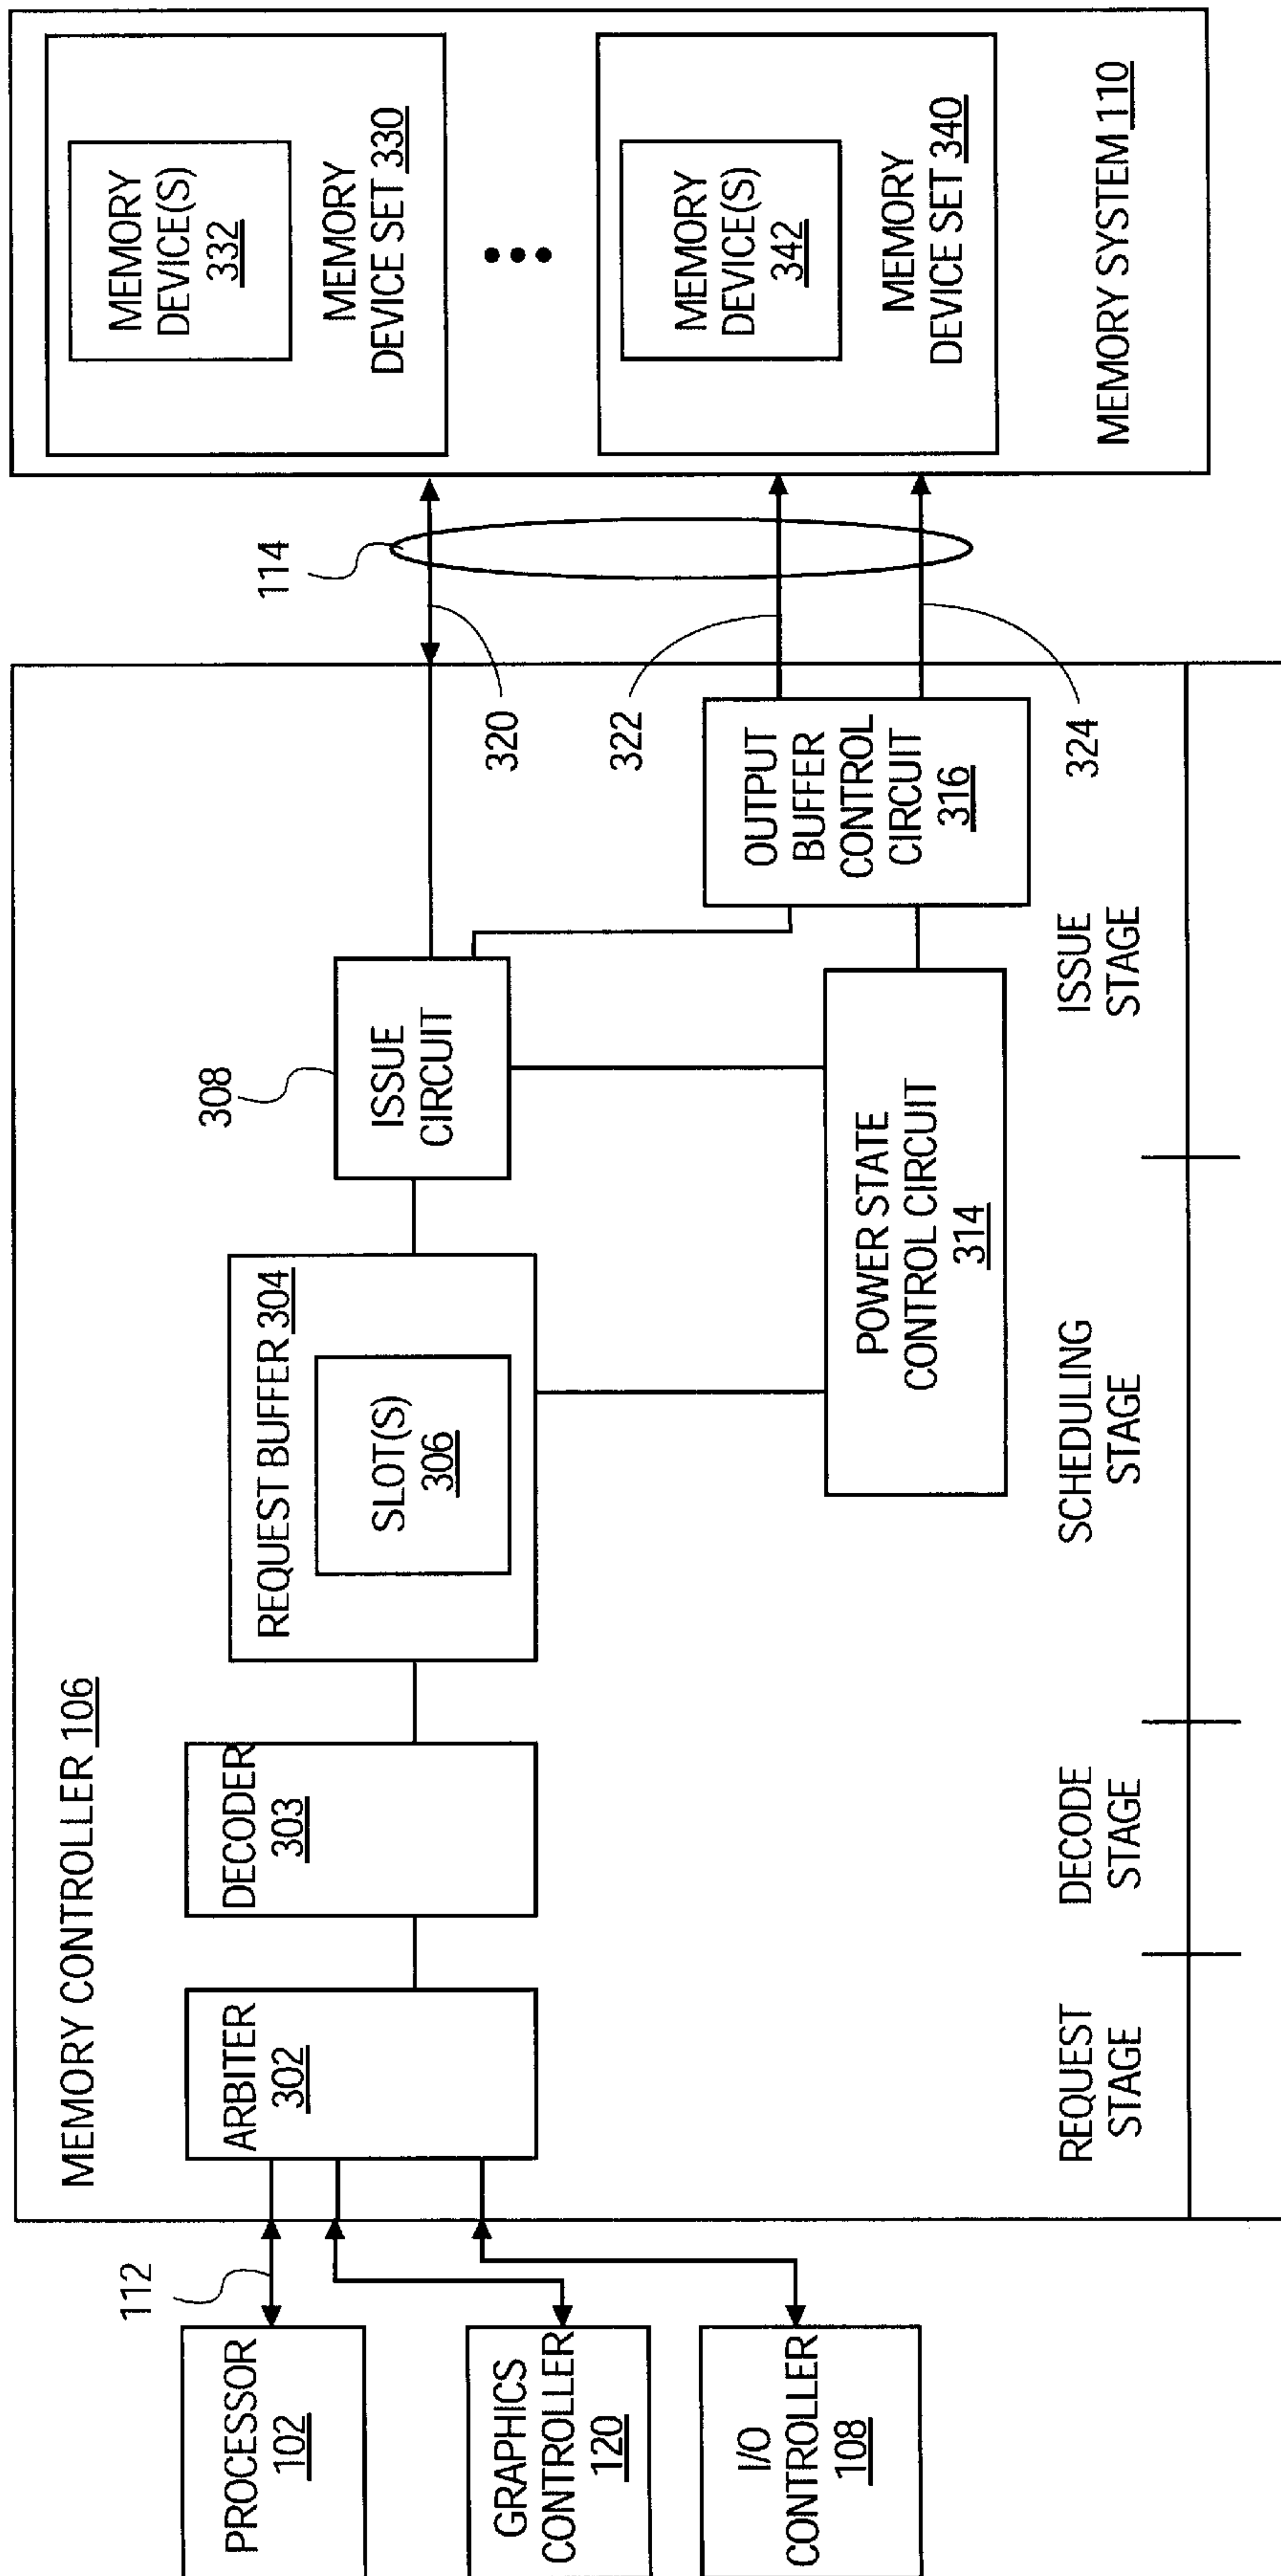 PROCESSOR
102
GRAPHICS
CONTROLLER
120
I/O
CONTROLLER
108
112
MEMORY CONTROLLER 106
ARBITER
302
DECODER
303
REQUEST BUFFER 304
SLOT(S)
306
308
ISSUE
CIRCUIT
POWER STATE
CONTROL CIRCUIT
314
OUTPUT
BUFFER
CONTROL
CIRCUIT
316
REQUEST
STAGE
DECODE
STAGE
SCHEDULING
STAGE
ISSUE
STAGE
114
320
322
324
MEMORY
DEVICE(S)
332
MEMORY
DEVICE SET 330
MEMORY
DEVICE(S)
342
MEMORY
DEVICE SET 340
MEMORY SYSTEM 110